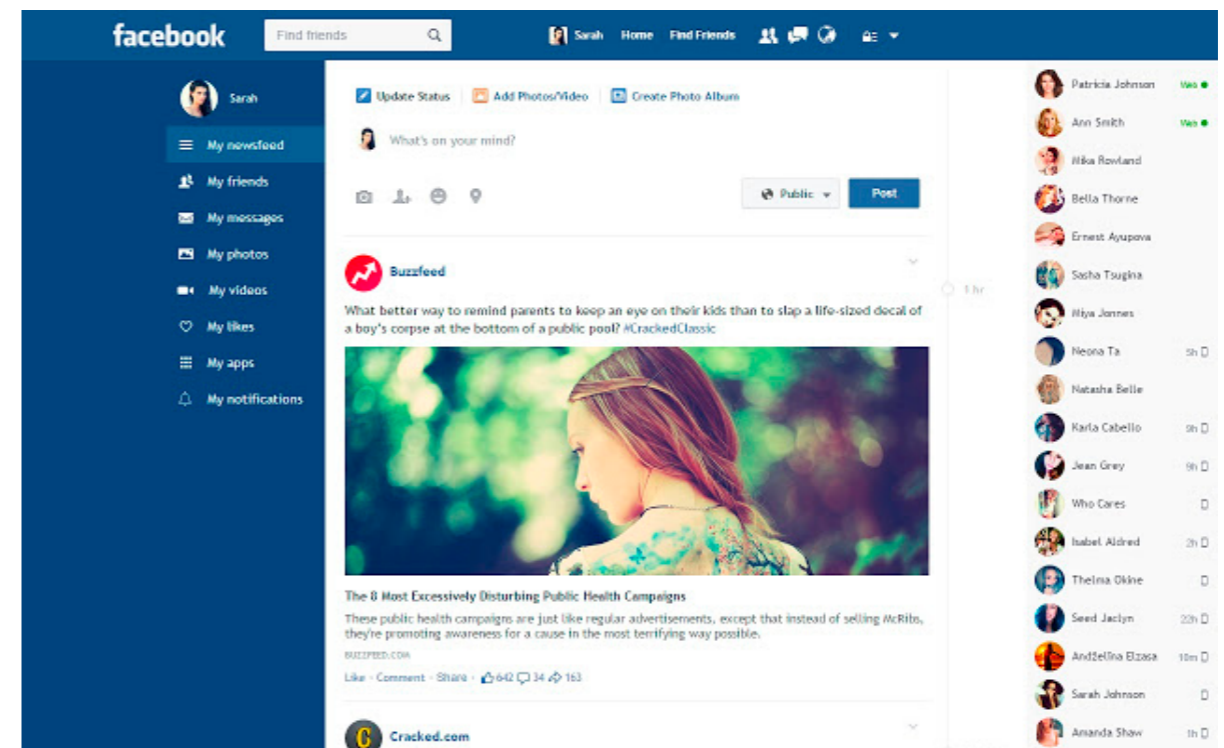 facebook
Find friends
Sarah Home Find Friends
Sarah
My newsfeed
My friends
My messages
My photos
My videos
My likes
My apps
My notifications
Update Status Add Photos/Video Create Photo Album
What's on your mind?
Public Post
Buzzfeed
1 hr
What better way to remind parents to keep an eye on their kids than to slap a life-sized decal of
a boy's corpse at the bottom of a public pool? #CrackedClassic
The 8 Most Excessively Disturbing Public Health Campaigns
These public health campaigns are just like regular advertisements, except that instead of selling McRibs,
they're promoting awareness for a cause in the most terrifying way possible.
BUZZFEED.COM
Like · Comment · Share · 642 34 163
Cracked.com
Patricia Johnson Web
Ann Smith Web
Mika Rowland
Bella Thorne
Ernest Ayupova
Sasha Tsugina
Miya Jonnes
Neona Ta 5h
Natasha Belle
Karla Cabello 9h
Jean Grey 9h
Who Cares
Isabel Aldred 2h
Thelma Okine
Seed Jaclyn 22h
Andželina Elzasa 10m
Sarah Johnson
Amanda Shaw 1h